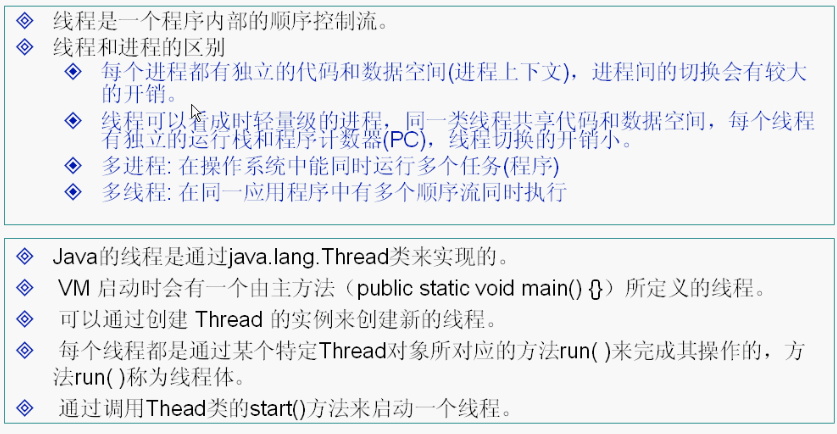 线程是一个程序内部的顺序控制流。
线程和进程的区别
每个进程都有独立的代码和数据空间(进程上下文)，进程间的切换会有较大
的开销。
线程可以看成时轻量级的进程，同一类线程共享代码和数据空间，每个线程
有独立的运行栈和程序计数器(PC)，线程切换的开销小。
多进程: 在操作系统中能同时运行多个任务(程序)
多线程: 在同一应用程序中有多个顺序流同时执行
Java的线程是通过java.lang.Thread类来实现的。
VM 启动时会有一个由主方法（public static void main() {}）所定义的线程。
可以通过创建 Thread 的实例来创建新的线程。
每个线程都是通过某个特定Thread对象所对应的方法run( )来完成其操作的，方
法run( )称为线程体。
通过调用Thead类的start()方法来启动一个线程。